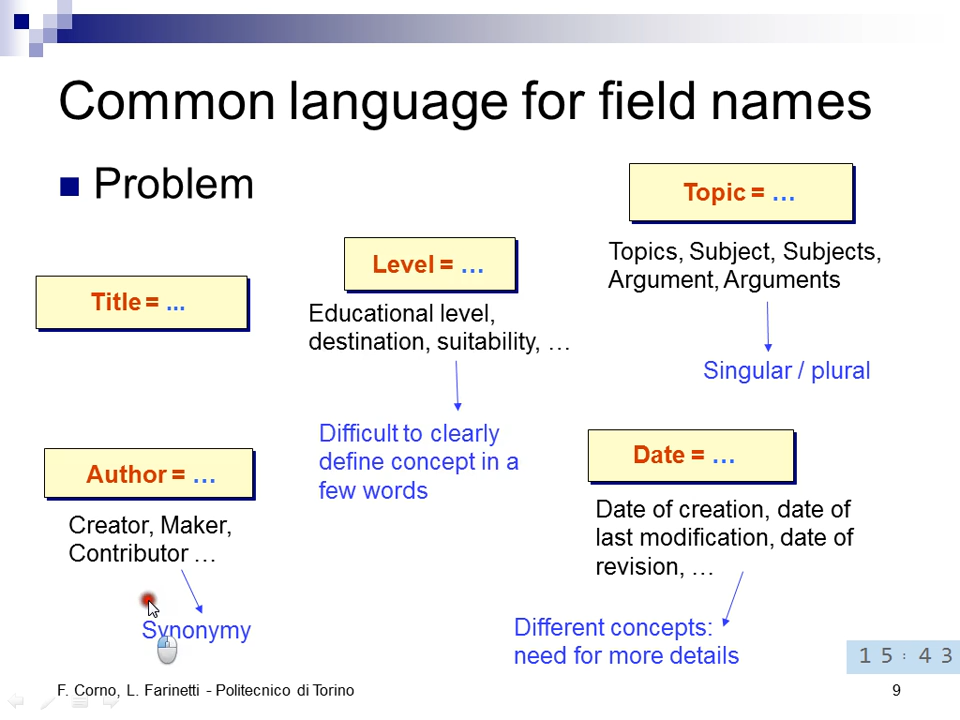 Common language for field names
Problem
Topic = …
Topics, Subject, Subjects,
Argument, Arguments
Singular / plural
Level = …
Educational level,
destination, suitability, …
Difficult to clearly
define concept in a
few words
Title = ...
Author = …
Creator, Maker,
Contributor …
Synonymy
Date = …
Date of creation, date of
last modification, date of
revision, …
Different concepts:
need for more details
15:43
F. Corno, L. Farinetti - Politecnico di Torino
9